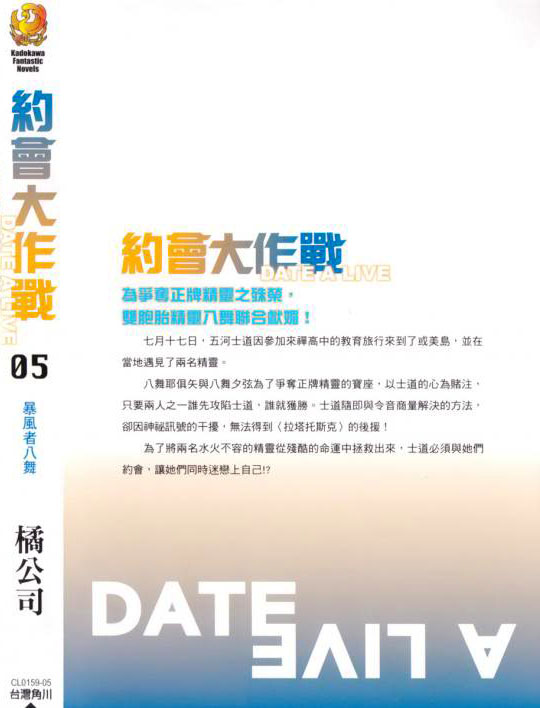 Kadokawa
Fantastic
Novels
約會大作戰
DATE A LIVE
05
暴風者八舞
橘公司
CL0159-05
台灣角川
約會大作戰
DATE A LIVE
為爭奪正牌精靈之殊榮，
雙胞胎精靈八舞聯合獻媚！
七月十七日，五河士道因參加來禪高中的教育旅行來到了或美島，並在
當地遇見了兩名精靈。
八舞耶俱矢與八舞夕弦為了爭奪正牌精靈的寶座，以士道的心為賭注，
只要兩人之一誰先攻陷士道，誰就獲勝。士道隨即與令音商量解決的方法，
卻因神祕訊號的干擾，無法得到〈拉塔托斯克〉的後援！
為了將兩名水火不容的精靈從殘酷的命運中拯救出來，士道必須與她們
約會，讓她們同時迷戀上自己!?
DATE
A LIVE